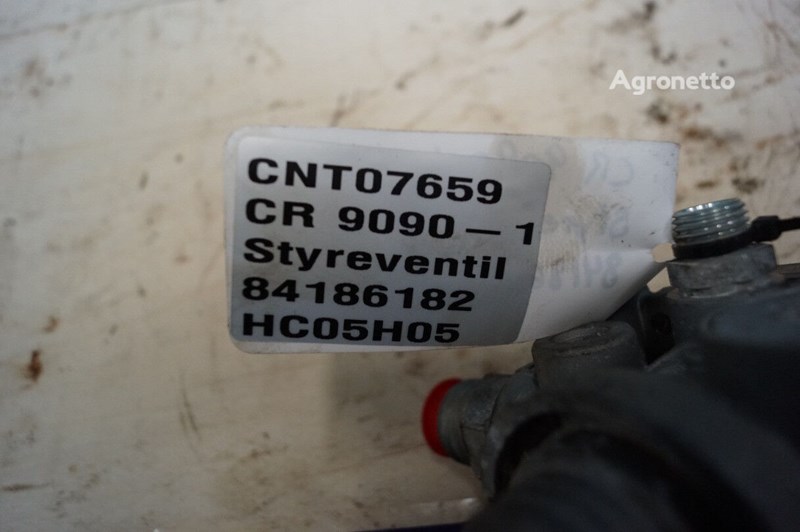 Agronetto
CNT07659
CR 9090 — 1
Styreventil
84186182
HC05H05